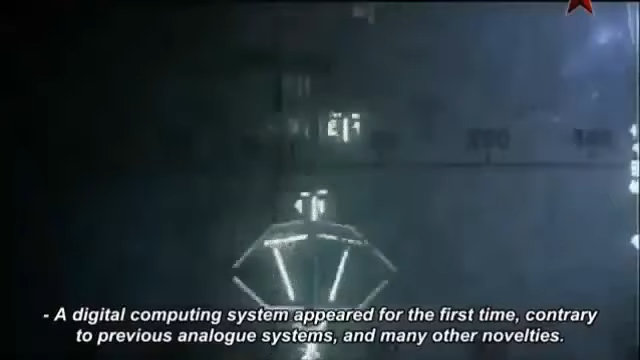 - A digital computing system appeared for the first time, contrary
to previous analogue systems, and many other novelties.